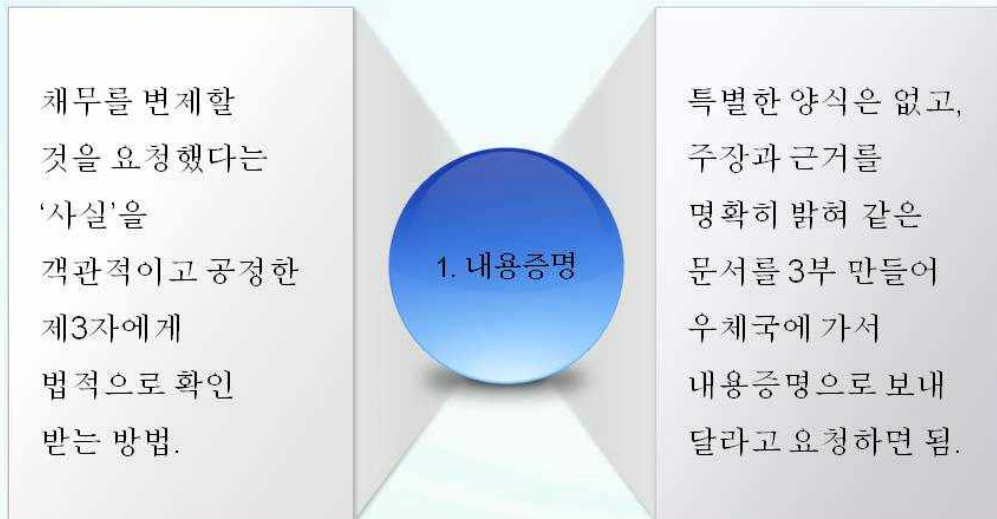 채무를 변제할
것을 요청했다는
‘사실’을
객관적이고 공정한
제3자에게
법적으로 확인
받는 방법.
1. 내용증명
특별한 양식은 없고,
주장과 근거를
명확히 밝혀 같은
문서를 3부 만들어
우체국에 가서
내용증명으로 보내
달라고 요청하면 됨.